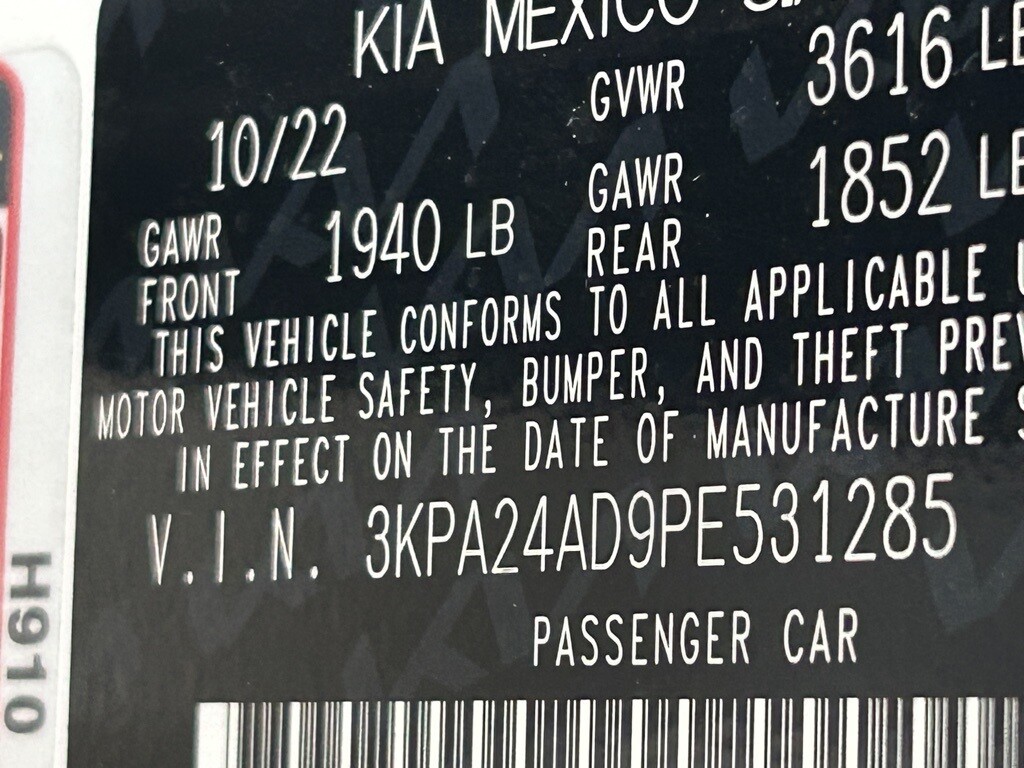 KIA MEXICO
10/22
GVWR 3616 LB
GAWR FRONT 1940 LB
GAWR REAR 1852 LB
THIS VEHICLE CONFORMS TO ALL APPLICABLE
MOTOR VEHICLE SAFETY, BUMPER, AND THEFT PREV
IN EFFECT ON THE DATE OF MANUFACTURE
V.I.N. 3KPA24AD9PE531285
PASSENGER CAR
H910